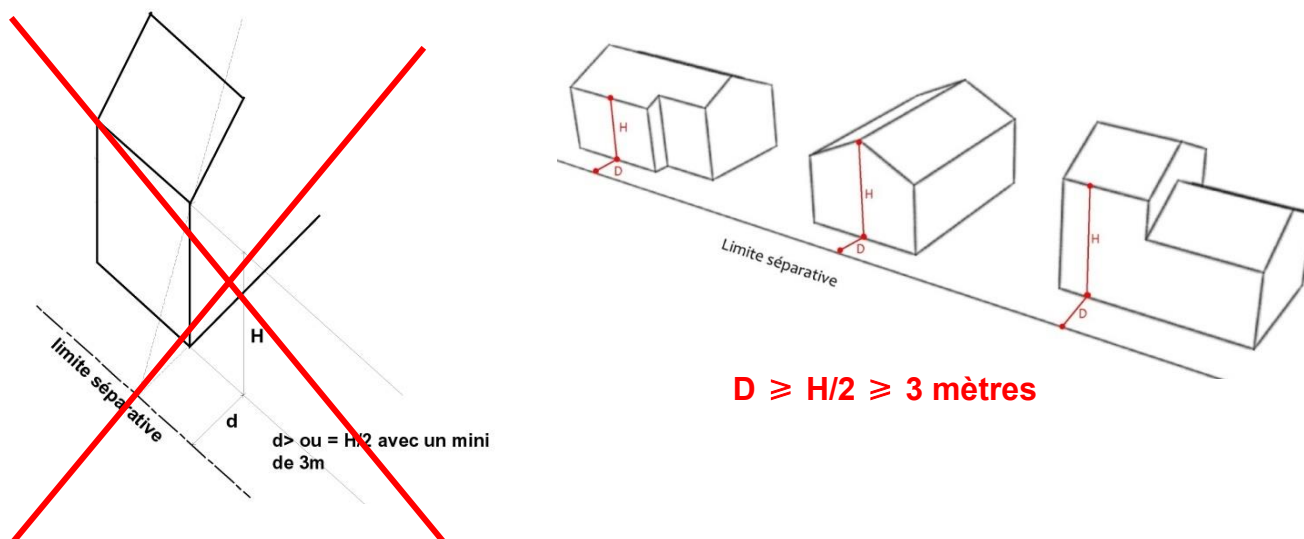 limite séparative
H
d
d> ou = H/2 avec un mini
de 3m
H
D
H
D
H
D
Limite séparative
D ⩾ H/2 ⩾ 3 mètres